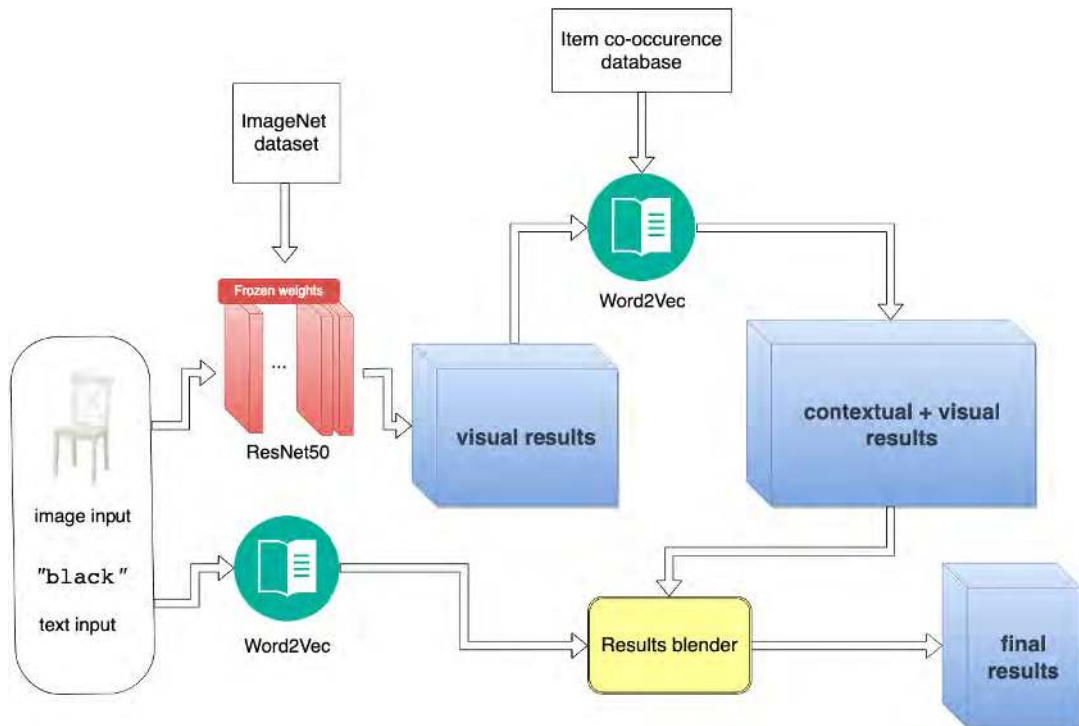 Item co-occurence
database
ImageNet
dataset
Frozen weights
...
ResNet50
Word2Vec
visual results
contextual + visual
results
image input
"black"
text input
Word2Vec
Results blender
final
results